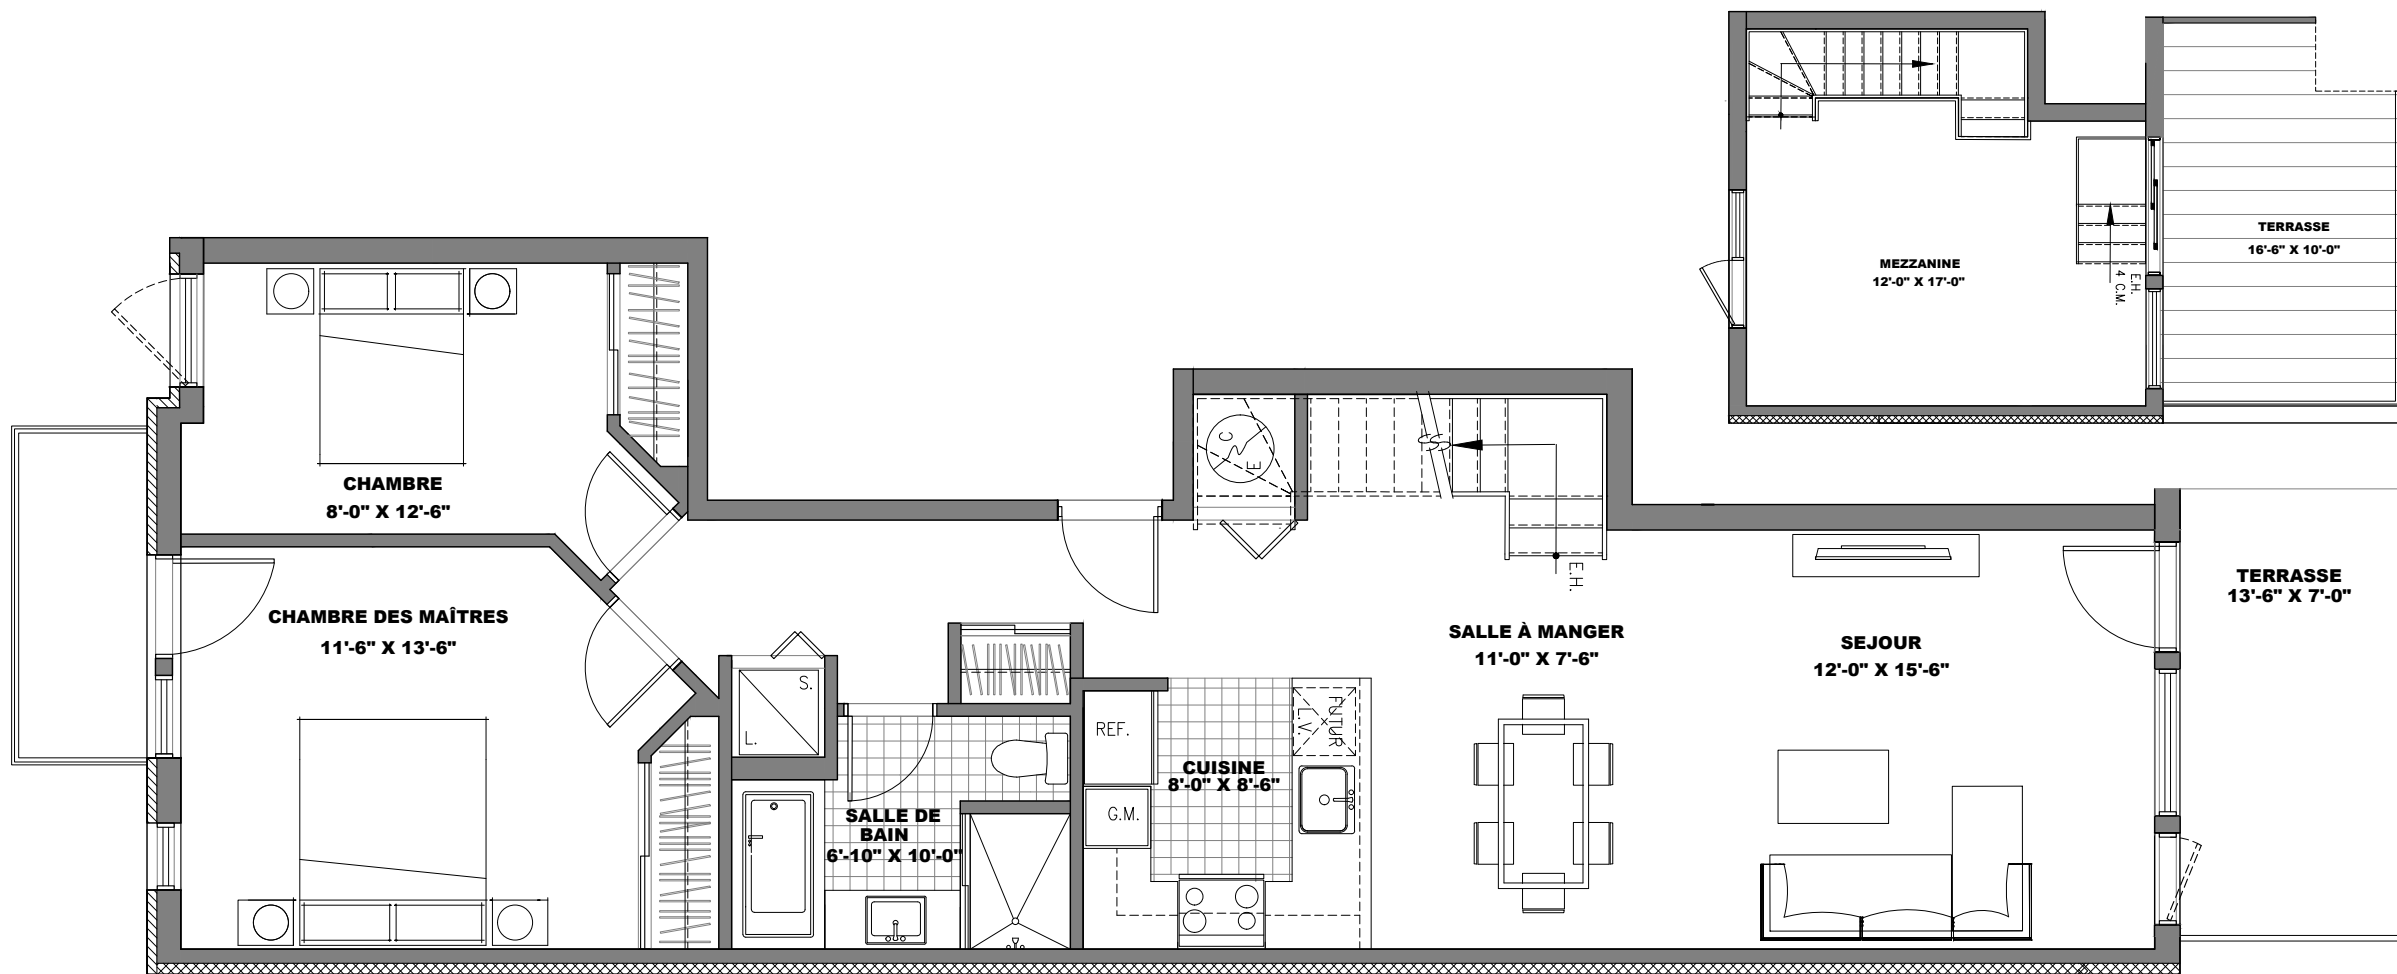 TERRASSE
16'-6" X 10'-0"
MEZZANINE
12'-0" X 17'-0"
E.H.
4 C.M.
CHAMBRE
8'-0" X 12'-6"
E
C
E.H.
CHAMBRE DES MAÎTRES
11'-6" X 13'-6"
SALLE À MANGER
11'-0" X 7'-6"
SEJOUR
12'-0" X 15'-6"
TERRASSE
13'-6" X 7'-0"
S.
L.
REF.
G.M.
FUTUR
L.V.
CUISINE
8'-0" X 8'-6"
SALLE DE
BAIN
6'-10" X 10'-0"